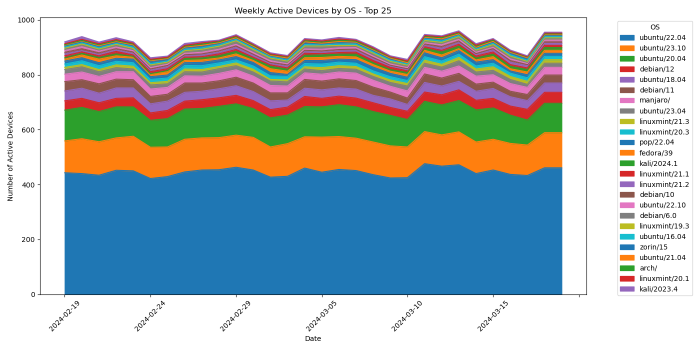 Weekly Active Devices by OS - Top 25
Number of Active Devices
1000
800
600
400
200
0
2024-02-19
2024-02-24
2024-02-29
2024-03-05
2024-03-10
2024-03-15
Date
OS
ubuntu/22.04
ubuntu/23.10
ubuntu/20.04
debian/12
ubuntu/18.04
debian/11
manjaro/
ubuntu/23.04
linuxmint/21.3
linuxmint/20.3
pop/22.04
fedora/39
kali/2024.1
linuxmint/21.1
linuxmint/21.2
debian/10
ubuntu/22.10
debian/6.0
linuxmint/19.3
ubuntu/16.04
zorin/15
ubuntu/21.04
arch/
linuxmint/20.1
kali/2023.4